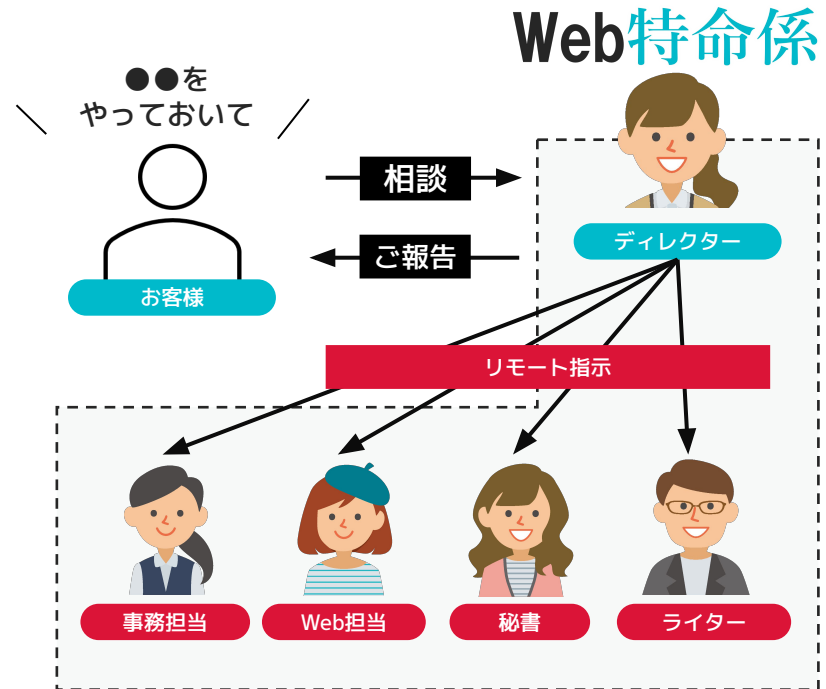 Web特命係
●●を
やっておいて
相談
ご報告
ディレクター
お客様
リモート指示
事務担当
Web担当
秘書
ライター